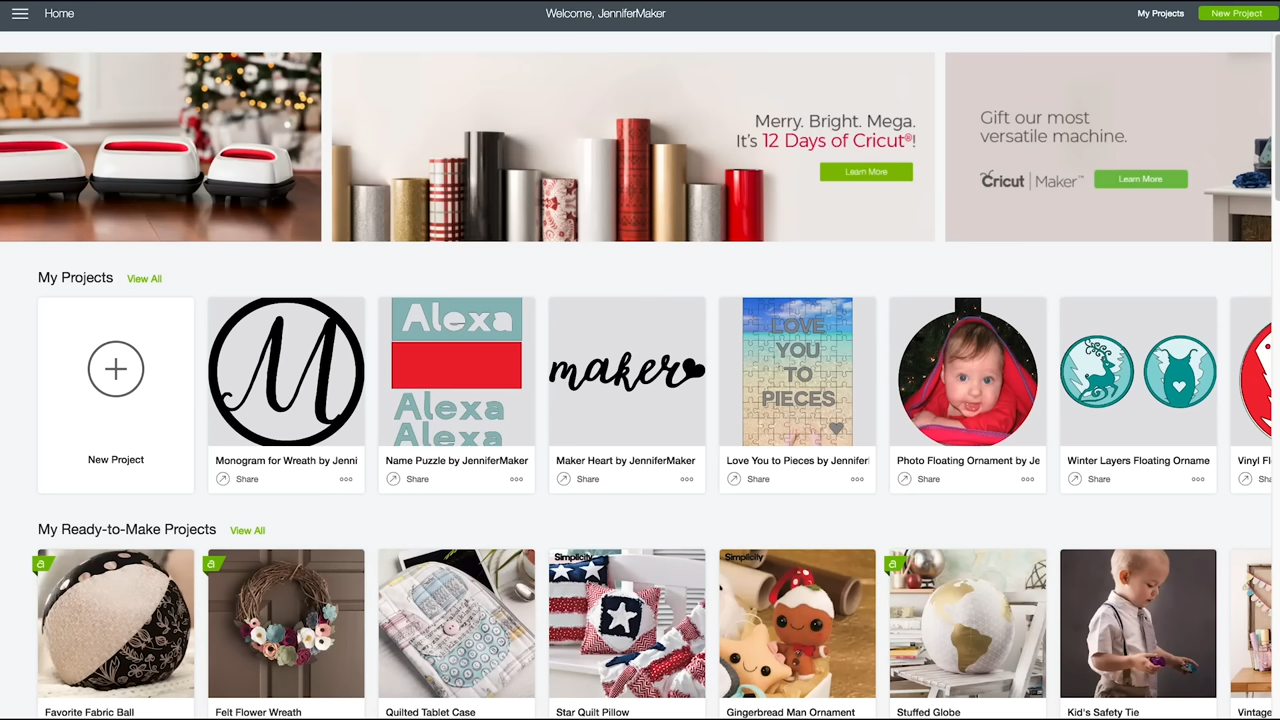 Home
Welcome, JenniferMaker
My Projects
New Project
Merry. Bright. Mega.
It's 12 Days of Cricut®!
Learn More
Gift our most
versatile machine.
Cricut | Maker™
Learn More
My Projects View All
M
Alexa
Alexa
Alexa
maker
LOVE
YOU
TO
PIECES
New Project
Monogram for Wreath by Jenni
Name Puzzle by JenniferMaker
Maker Heart by JenniferMaker
Love You to Pieces by Jennifer
Photo Floating Ornament by Je
Winter Layers Floating Orname
Vinyl Fl
Share
Share
Share
Share
Share
Share
Sha
My Ready-to-Make Projects View All
a
a
Simplicity
Simplicity
a
Favorite Fabric Ball
Felt Flower Wreath
Quilted Tablet Case
Star Quilt Pillow
Gingerbread Man Ornament
Stuffed Globe
Kid's Safety Tie
Vintage